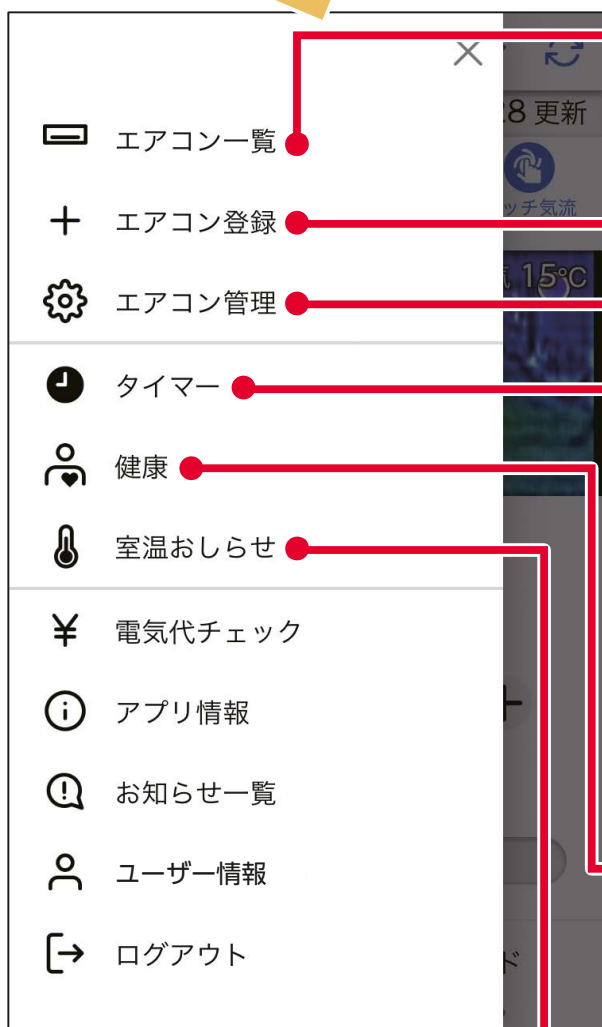 8 更新
エアコン一覧
ッチ気流
エアコン登録
15℃
エアコン管理
タイマー
健康
室温おしらせ
電気代チェック
アプリ情報
お知らせ一覧
ユーザー情報
ログアウト
ド